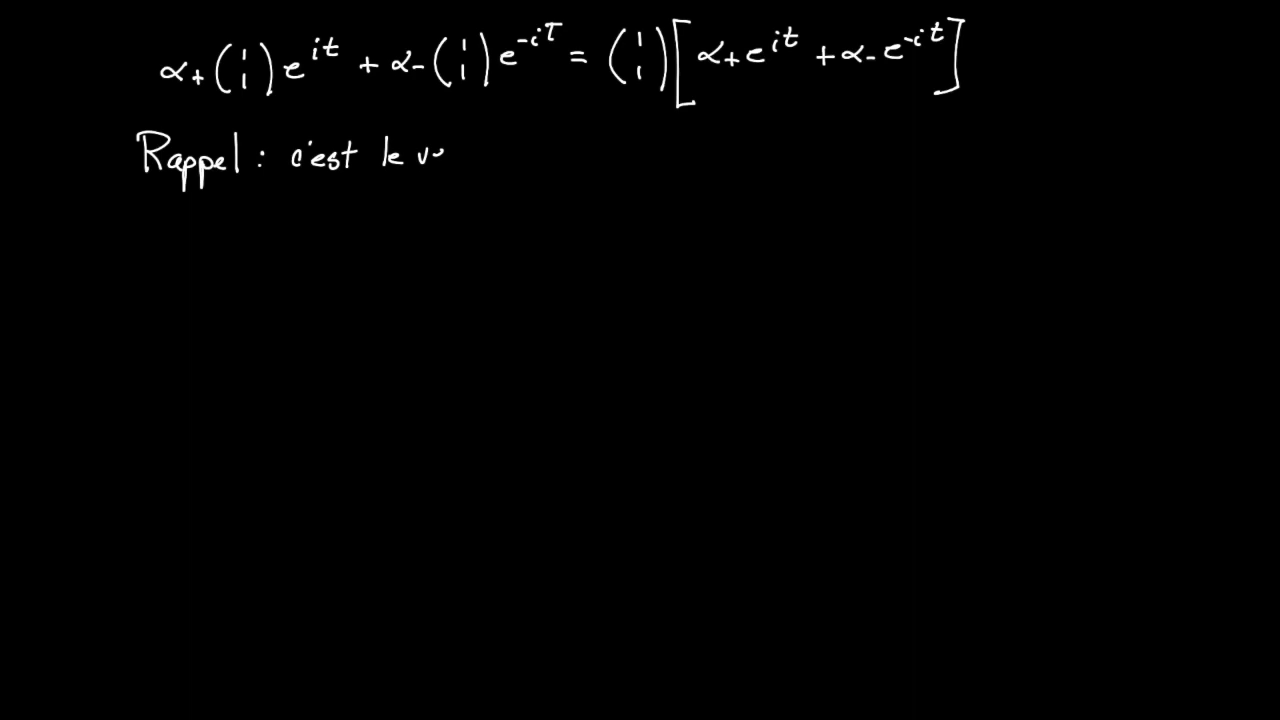 α₊ (1 1) e^{it} + α₋ (1 1) e^{-it} = (1 1) [α₊ e^{it} + α₋ e^{-it}]
Rappel : c'est le